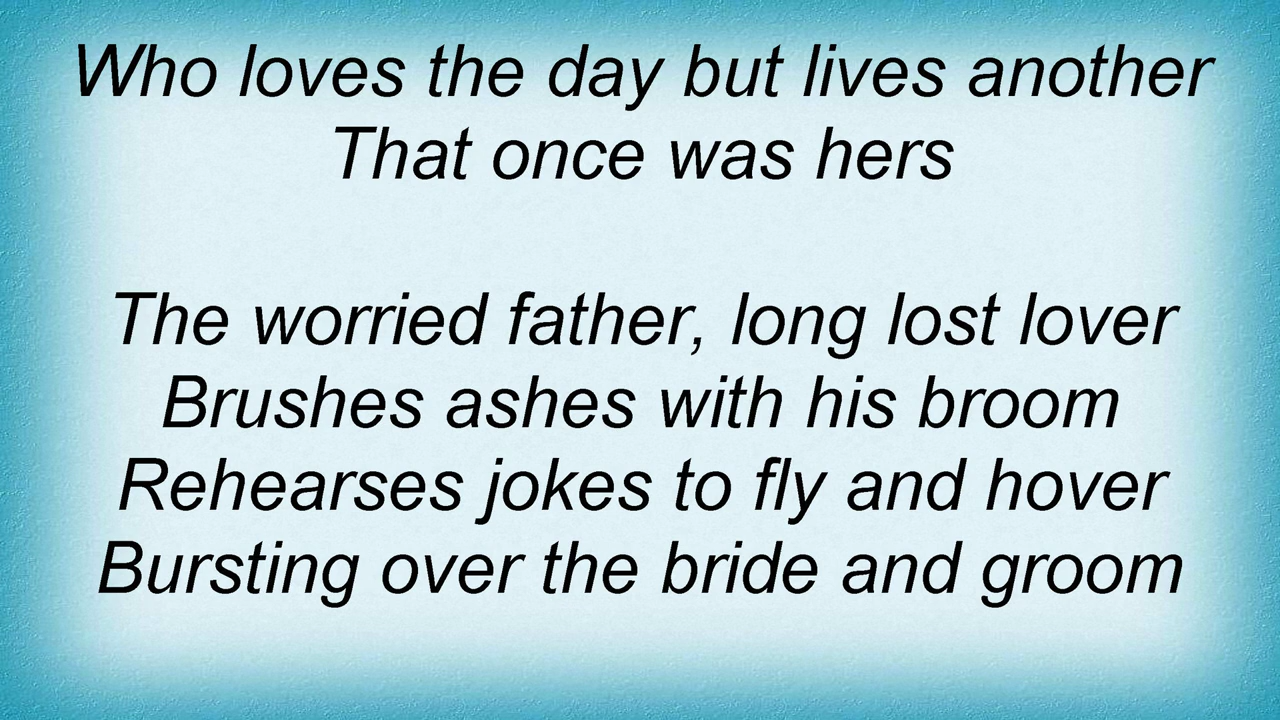 Who loves the day but lives another
That once was hers
The worried father, long lost lover
Brushes ashes with his broom
Rehearses jokes to fly and hover
Bursting over the bride and groom